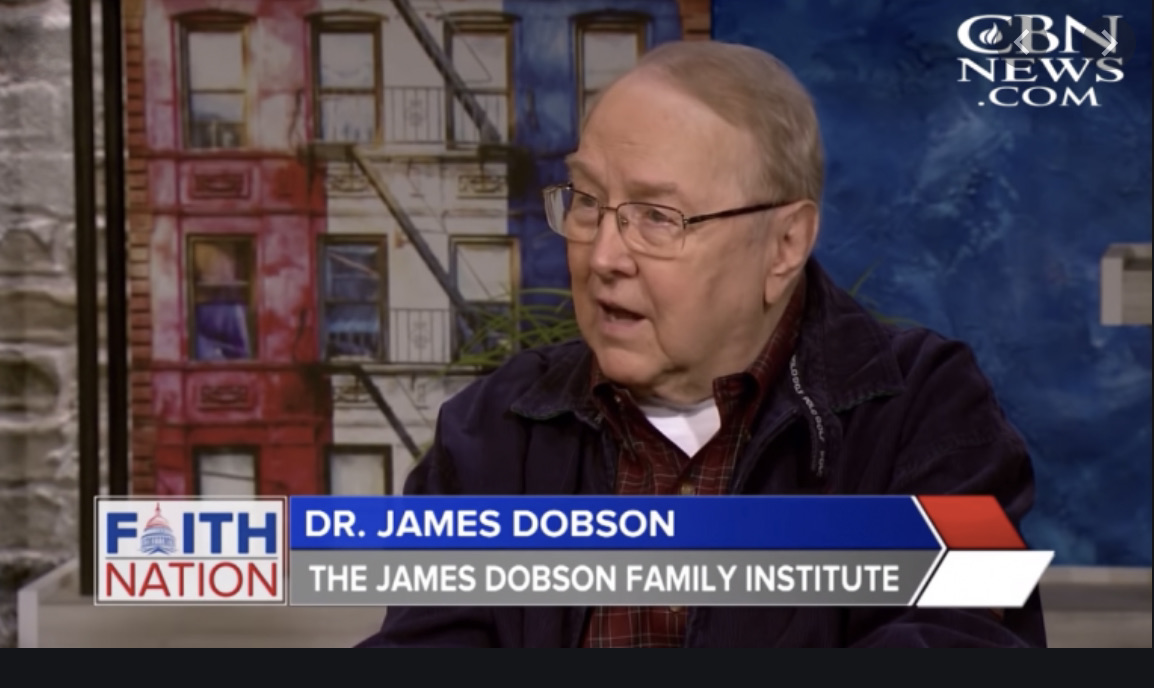 CBN
NEWS
.COM
FAITH
NATION
DR. JAMES DOBSON
THE JAMES DOBSON FAMILY INSTITUTE